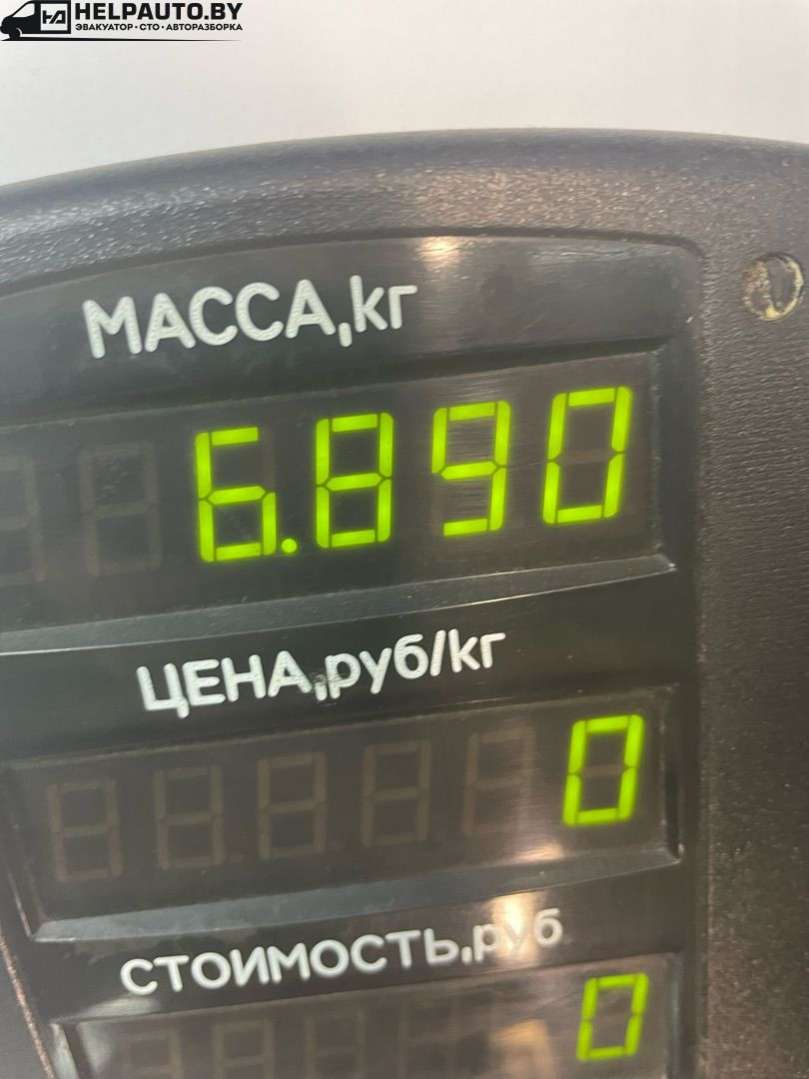 HELPAUTO.BY
ЭВАКУАТОР • СТО • АВТОРАЗБОРКА
МАССА,кг
6.890
ЦЕНА,руб/кг
0
СТОИМОСТЬ,руб
0